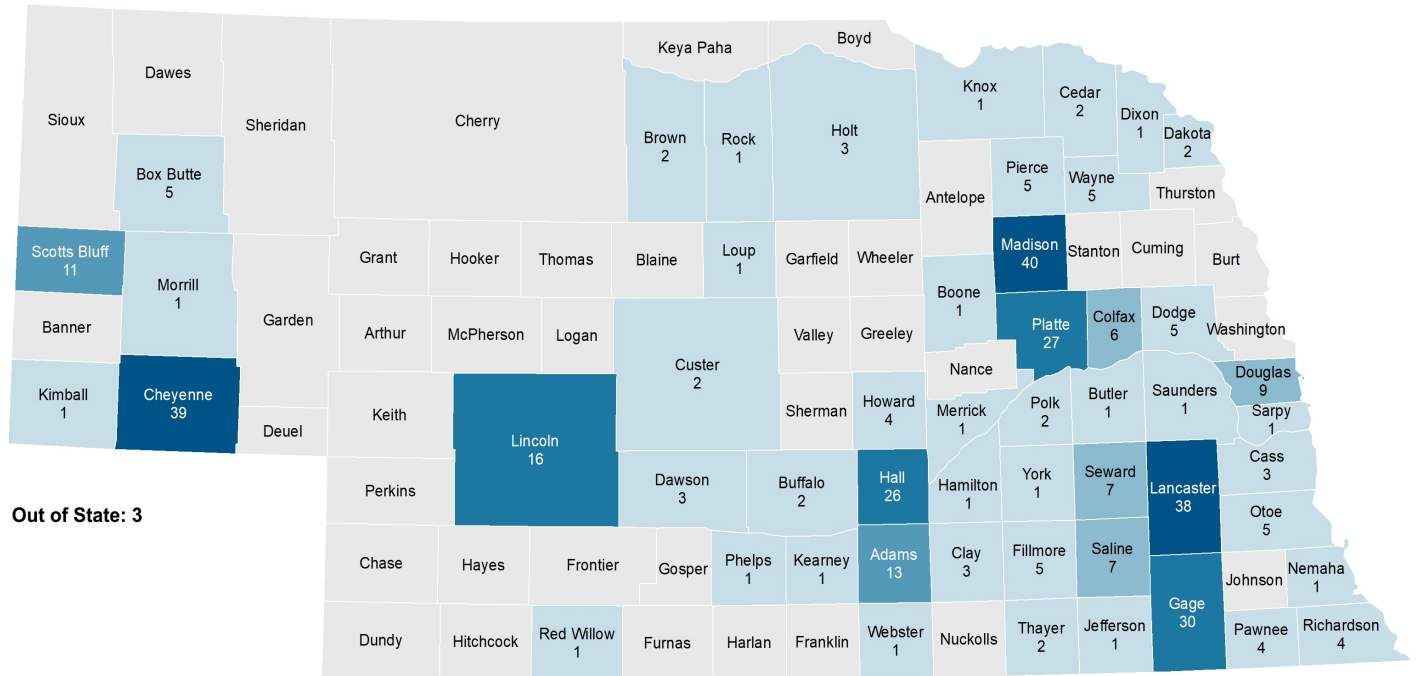 Keya Paha
Boyd
Dawes
Knox
1
Cedar
2
Dixon
1
Dakota
2
Sioux
Sheridan
Cherry
Brown
2
Rock
1
Holt
3
Box Butte
5
Antelope
Pierce
5
Wayne
5
Thurston
Scotts Bluff
11
Morrill
1
Garden
Grant
Hooker
Thomas
Blaine
Loup
1
Garfield
Wheeler
Madison
40
Stanton
Cuming
Burt
Boone
1
Banner
Arthur
McPherson
Logan
Custer
2
Valley
Greeley
Platte
27
Colfax
6
Dodge
5
Washington
Nance
Kimball
1
Cheyenne
39
Deuel
Keith
Lincoln
16
Sherman
Howard
4
Merrick
1
Polk
2
Butler
1
Saunders
1
Douglas
9
Sarpy
1
Perkins
Dawson
3
Buffalo
2
Hall
26
Hamilton
1
York
1
Seward
7
Lancaster
38
Cass
3
Otoe
5
Out of State: 3
Chase
Hayes
Frontier
Gosper
Phelps
1
Kearney
1
Adams
13
Clay
3
Fillmore
5
Saline
7
Gage
30
Johnson
Nemaha
1
Dundy
Hitchcock
Red Willow
1
Furnas
Harlan
Franklin
Webster
1
Nuckolls
Thayer
2
Jefferson
1
Pawnee
4
Richardson
4